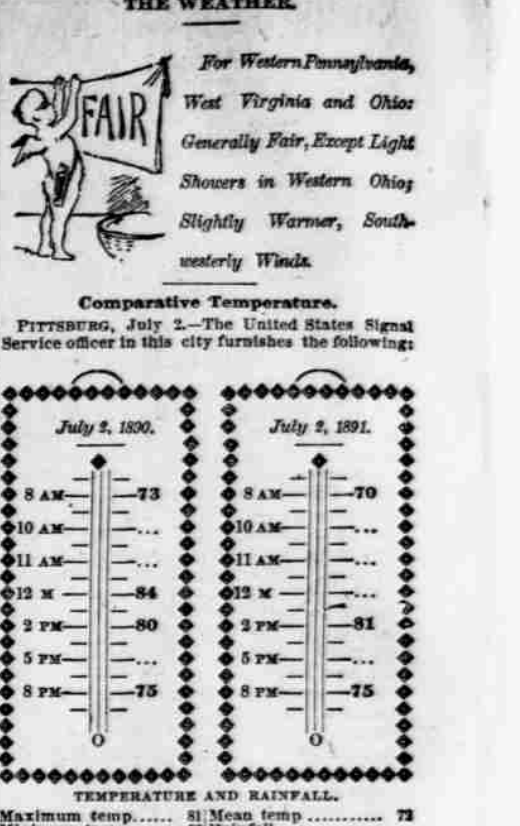 THE WEATHER.
FAIR
For Western Pennsylvania,
West Virginia and Ohio:
Generally Fair, Except Light
Showers in Western Ohio;
Slightly Warmer, South-
westerly Winds.
Comparative Temperature.
PITTSBURG, July 2.—The United States Signal
Service officer in this city furnishes the following:
July 2, 1890.
8 AM 73
10 AM ...
11 AM ...
12 M 84
2 PM 80
5 PM ...
8 PM 75
O
July 2, 1891.
8 AM 70
10 AM ...
11 AM ...
12 M ...
2 PM 81
5 PM ...
8 PM 75
O
TEMPERATURE AND RAINFALL.
Maximum temp...... 81 Mean temp ........... 73